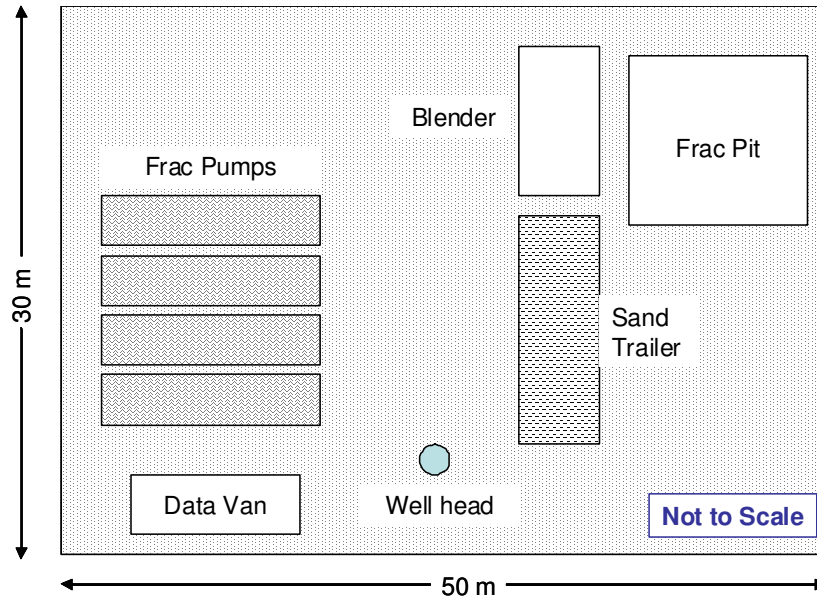 Blender
Frac Pit
Frac Pumps
30 m
Sand
Trailer
Data Van
Well head
Not to Scale
50 m